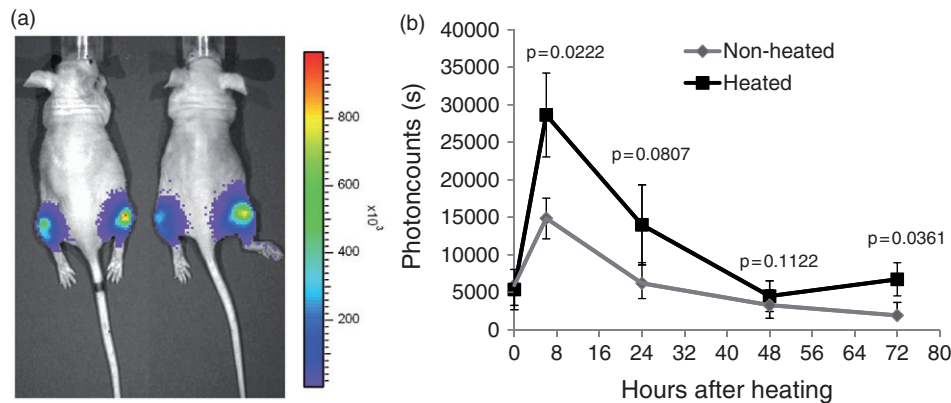 (a)
800
600
400
200
x10³
(b)
Photoncounts (s)
40000
35000
30000
25000
20000
15000
10000
5000
0
p=0.0222
p=0.0807
p=0.1122
p=0.0361
Non-heated
Heated
0 8 16 24 32 40 48 56 64 72 80
Hours after heating